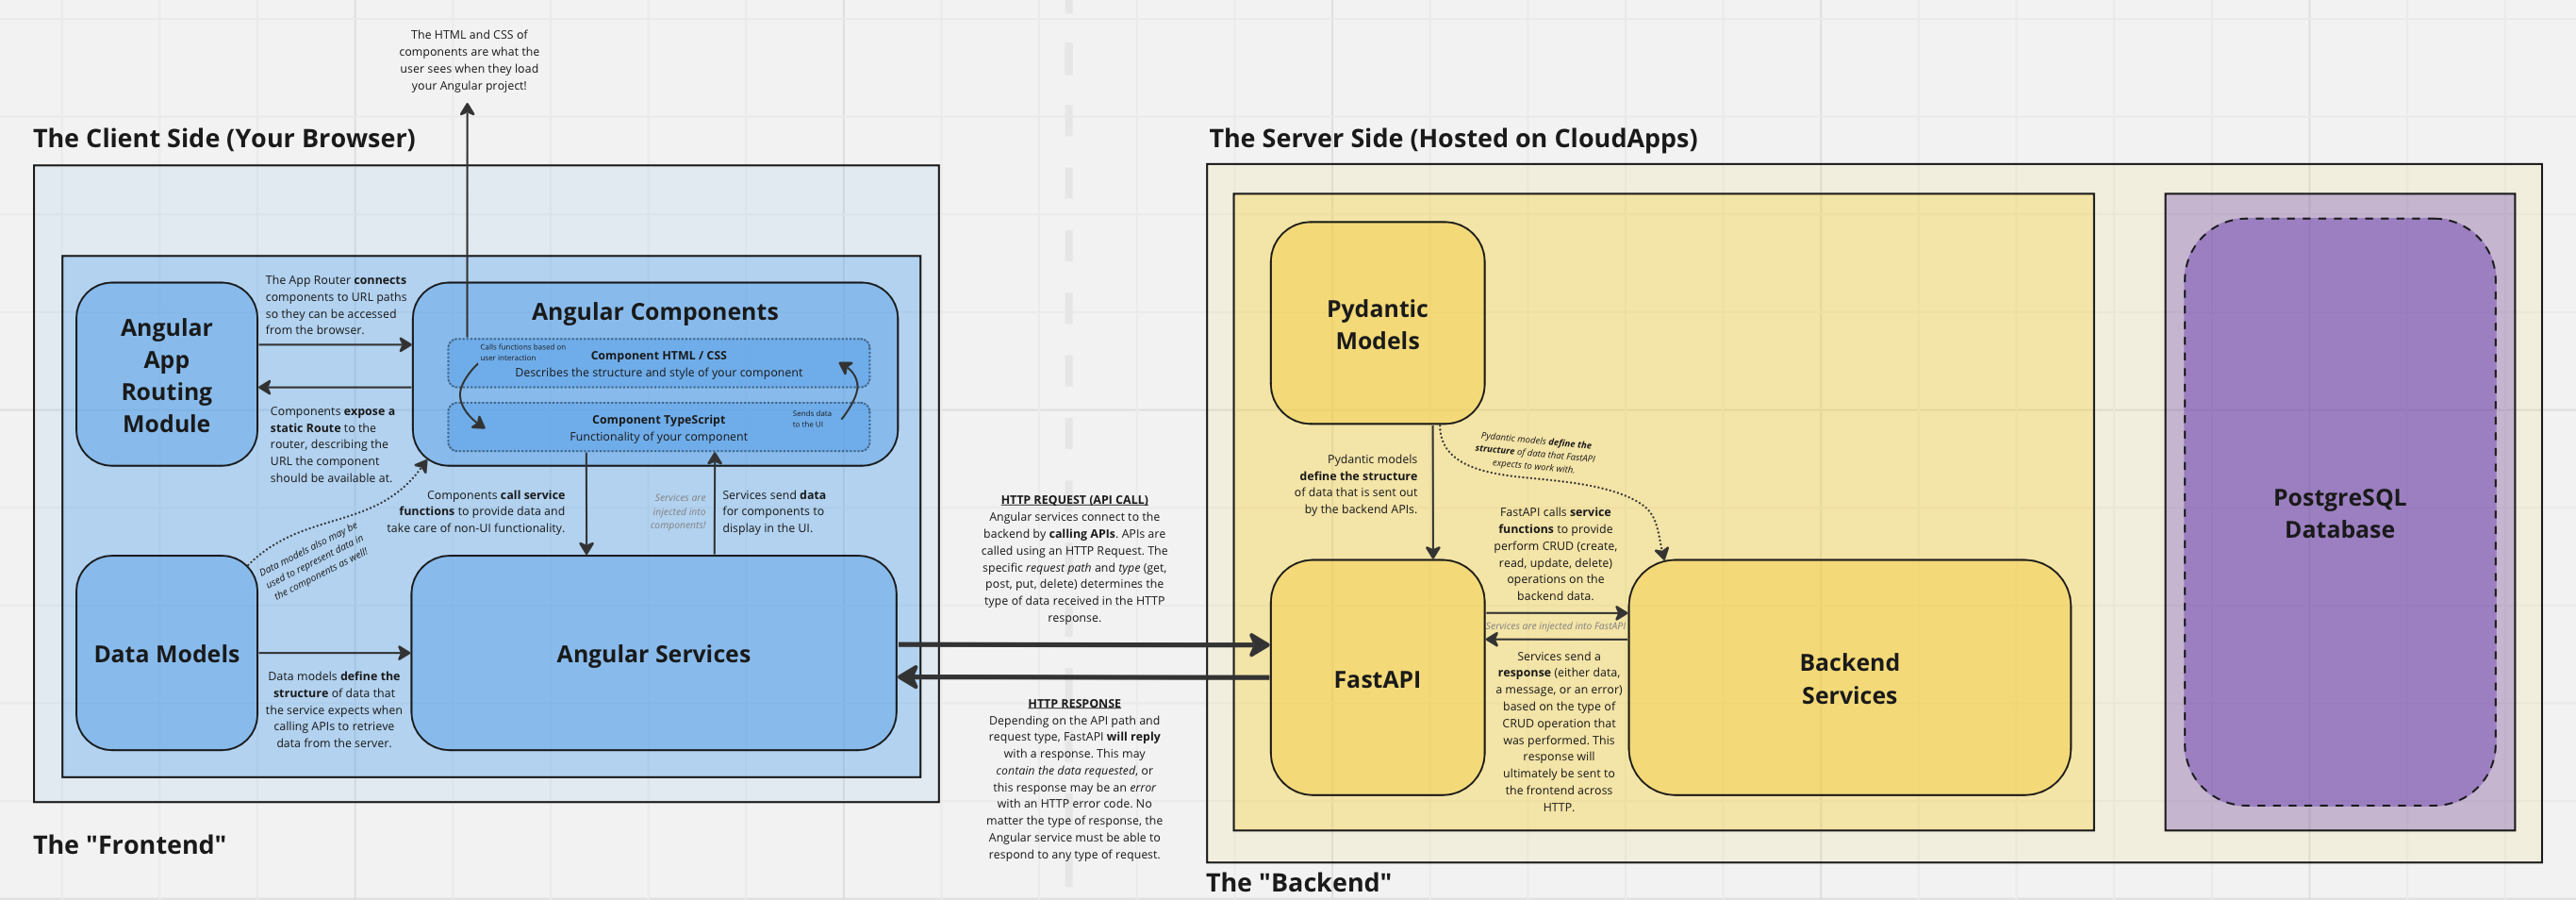 The HTML and CSS of
components are what the
user sees when they load
your Angular project!
The Client Side (Your Browser)
The App Router connects
components to URL paths
so they can be accessed
from the browser.
Angular
App
Routing
Module
Components expose a
static Route to the
router, describing the
URL the component
should be available at.
Angular Components
Calls functions based on
user interaction
Component HTML / CSS
Describes the structure and style of your component
Component TypeScript
Functionality of your component
Sends data
to the UI
Components call service
functions to provide data and
take care of non-UI functionality.
Services are
injected into
components!
Services send data
for components to
display in the UI.
Data models also may be
used to represent data in
the components as well!
Data Models
Data models define the
structure of data that
the service expects when
calling APIs to retrieve
data from the server.
Angular Services
The "Frontend"
HTTP REQUEST (API CALL)
Angular services connect to the
backend by calling APIs. APIs are
called using an HTTP Request. The
specific request path and type (get,
post, put, delete) determines the
type of data received in the HTTP
response.
HTTP RESPONSE
Depending on the API path and
request type, FastAPI will reply
with a response. This may
contain the data requested, or
this response may be an error
with an HTTP error code. No
matter the type of response, the
Angular service must be able to
respond to any type of request.
The Server Side (Hosted on CloudApps)
Pydantic
Models
Pydantic models
define the structure
of data that is sent out
by the backend APIs.
Pydantic models define the
structure of data that FastAPI
expects to work with.
FastAPI calls service
functions to provide
perform CRUD (create,
read, update, delete)
operations on the
backend data.
Services are injected into FastAPI
Services send a
response (either data,
a message, or an error)
based on the type of
CRUD operation that
was performed. This
response will
ultimately be sent to
the frontend across
HTTP.
FastAPI
Backend
Services
PostgreSQL
Database
The "Backend"